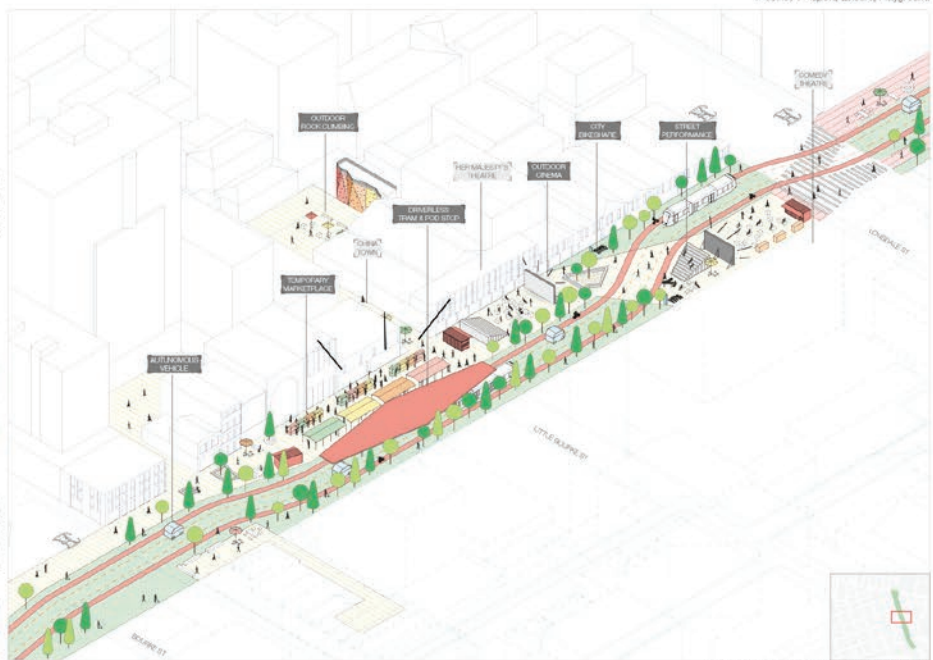 OUTDOOR
ROCK CLIMBING
COMEDY
THEATRE
CITY
BIKESHARE
STREET
PERFORMANCE
HER MAJESTY'S
THEATRE
OUTDOOR
CINEMA
DRIVERLESS
TRAM & POD STOP
CHINA
TOWN
TEMPORARY
MARKETPLACE
AUTUNOMOUS
VEHICLE
LONSDALE ST
LITTLE BOURKE ST
BOURKE ST